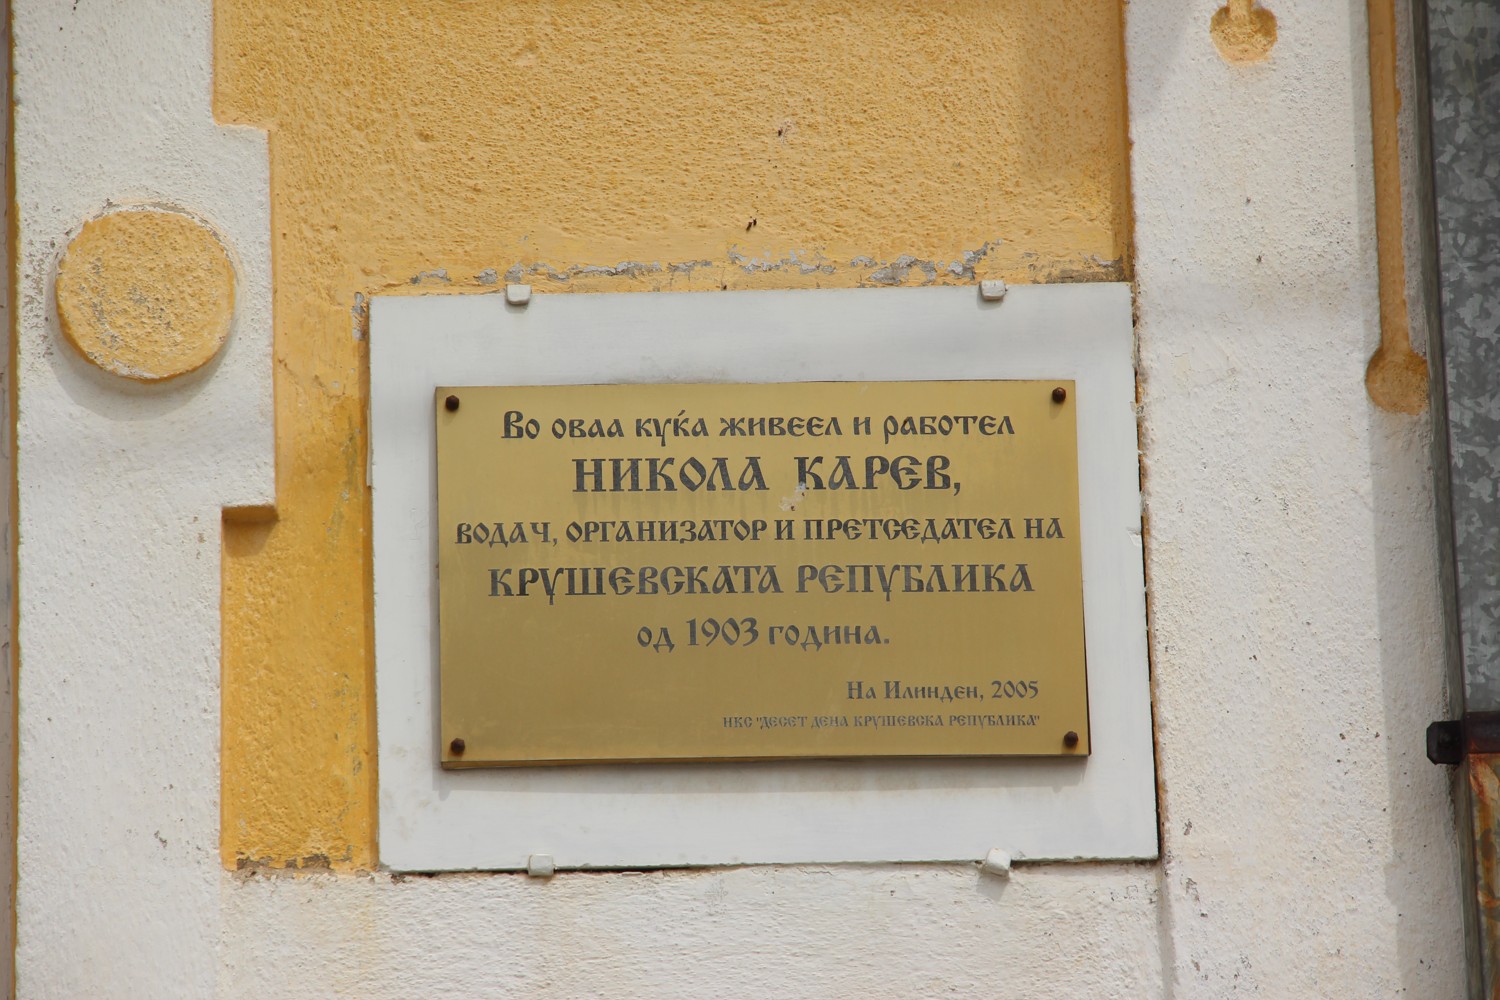 Во оваа куќа живеел и работел
НИКОЛА КАРЕВ,
ВОДАЧ, ОРГАНИЗАТОР И ПРЕТСЕДАТЕЛ НА
КРУШЕВСКАТА РЕПУБЛИКА
од 1903 година.
На Илинден, 2005
НКС "ДЕСЕТ ДЕНА КРУШЕВСКА РЕПУБЛИКА"